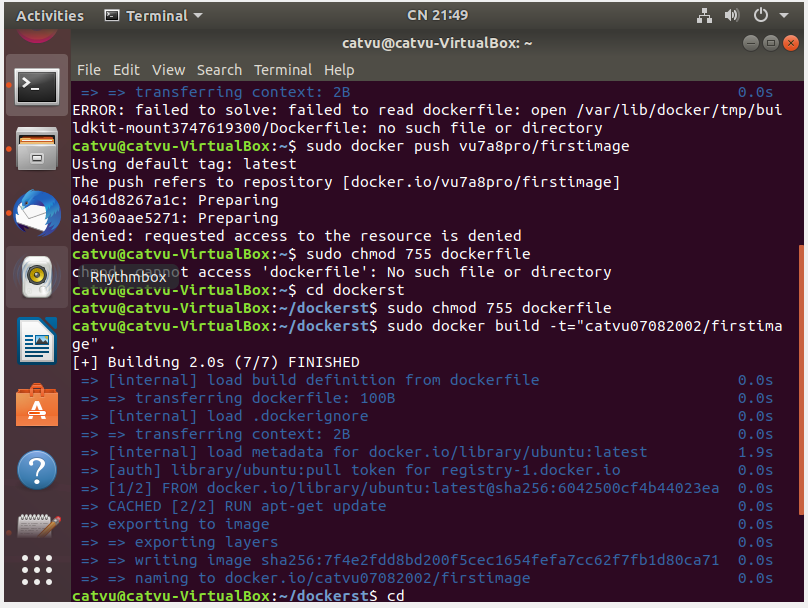 Activities Terminal CN 21:49
catvu@catvu-VirtualBox: ~
File Edit View Search Terminal Help
=> => transferring context: 2B 0.0s
ERROR: failed to solve: failed to read dockerfile: open /var/lib/docker/tmp/bui
ldkit-mount3747619300/Dockerfile: no such file or directory
catvu@catvu-VirtualBox:~$ sudo docker push vu7a8pro/firstimage
Using default tag: latest
The push refers to repository [docker.io/vu7a8pro/firstimage]
0461d8267a1c: Preparing
a1360aae5271: Preparing
denied: requested access to the resource is denied
catvu@catvu-VirtualBox:~$ sudo chmod 755 dockerfile
access 'dockerfile': No such file or directory
Rhythmbox
catvu@catvu-VirtualBox:~$ cd dockerst
catvu@catvu-VirtualBox:~/dockerst$ sudo chmod 755 dockerfile
catvu@catvu-VirtualBox:~/dockerst$ sudo docker build -t="catvu07082002/firstima
ge" .
[+] Building 2.0s (7/7) FINISHED
=> [internal] load build definition from dockerfile 0.0s
=> => transferring dockerfile: 100B 0.0s
=> [internal] load .dockerignore 0.0s
=> => transferring context: 2B 0.0s
=> [internal] load metadata for docker.io/library/ubuntu:latest 1.9s
=> [auth] library/ubuntu:pull token for registry-1.docker.io 0.0s
=> [1/2] FROM docker.io/library/ubuntu:latest@sha256:6042500cf4b44023ea 0.0s
=> CACHED [2/2] RUN apt-get update 0.0s
=> exporting to image 0.0s
=> => exporting layers 0.0s
=> => writing image sha256:7f4e2fdd8bd200f5cec1654fefa7cc62f7fb1d80ca71 0.0s
=> => naming to docker.io/catvu07082002/firstimage 0.0s
catvu@catvu-VirtualBox:~/dockerst$ cd